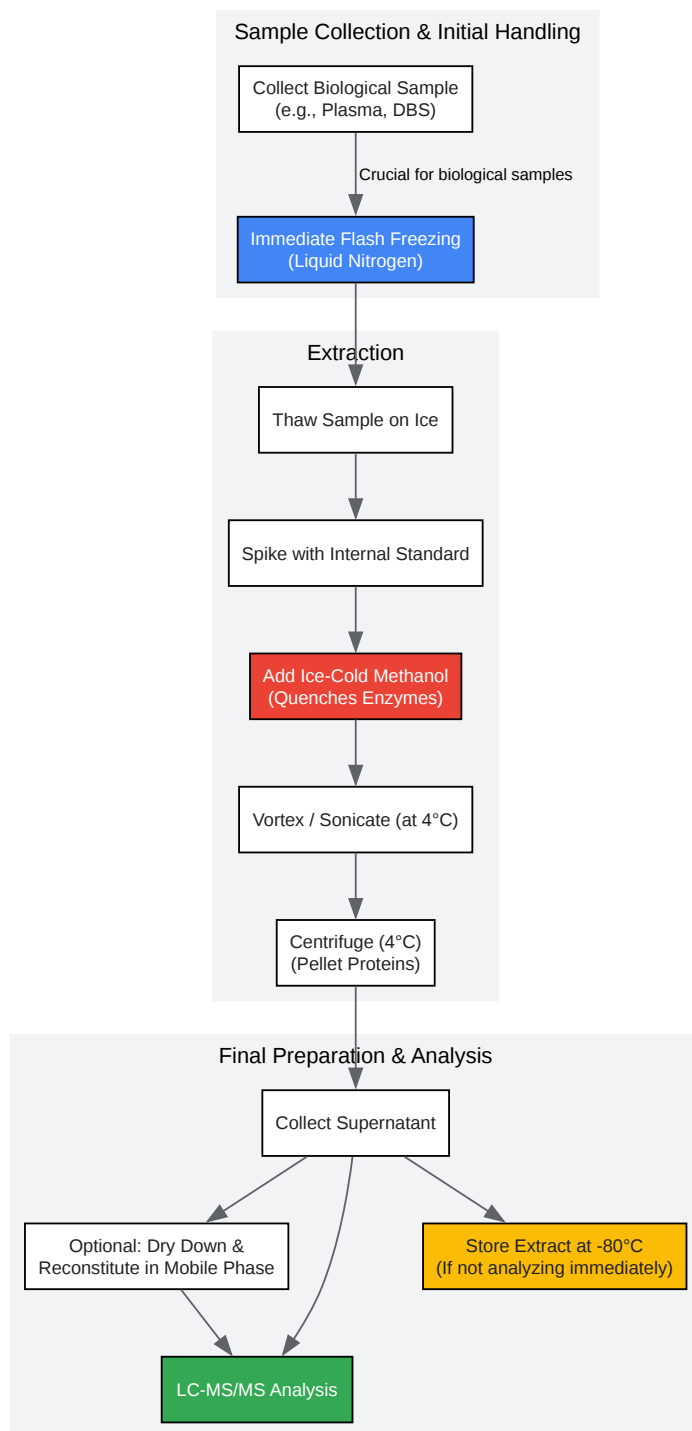 Sample Collection & Initial Handling
Collect Biological Sample
(e.g., Plasma, DBS)
Crucial for biological samples
Immediate Flash Freezing
(Liquid Nitrogen)
Extraction
Thaw Sample on Ice
Spike with Internal Standard
Add Ice-Cold Methanol
(Quenches Enzymes)
Vortex / Sonicate (at 4°C)
Centrifuge (4°C)
(Pellet Proteins)
Final Preparation & Analysis
Collect Supernatant
Optional: Dry Down &
Reconstitute in Mobile Phase
Store Extract at -80°C
(If not analyzing immediately)
LC-MS/MS Analysis